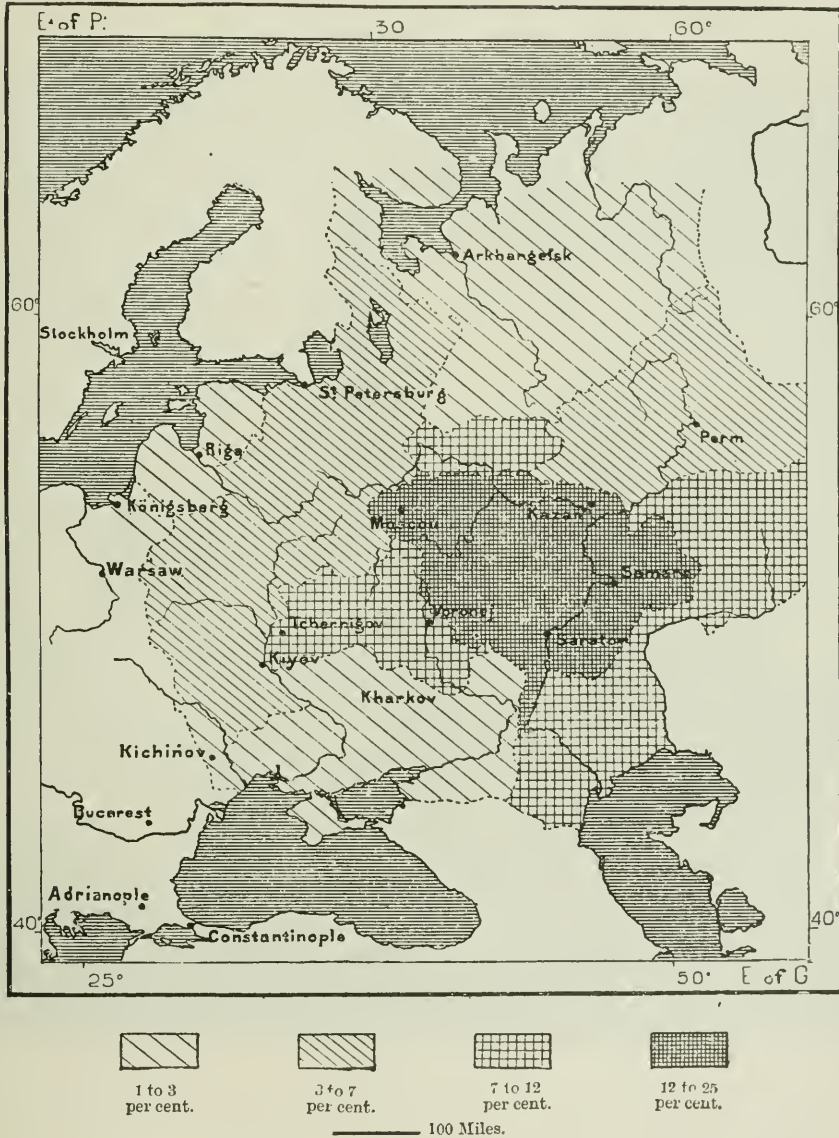 E. of P.
30
60°
Arkhangelsk
60°
60°
Stockholm
St. Petersburg
Perm
Riga
Königsberg
Moscou
Kazan
Warsaw
Samara
Tchernigov
Voronej
Saratov
Kiyev
Kharkov
Kichinov
Bucarest
Adrianople
40°
40°
Constantinople
25°
50°
E of G
1 to 3
per cent.
3 to 7
per cent.
7 to 12
per cent.
12 to 25
per cent.
100 Miles.